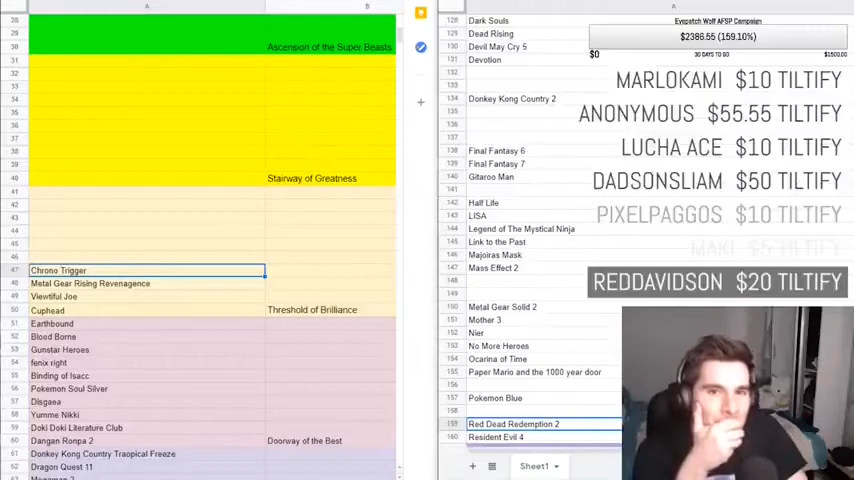 A
B
28
29
30
Ascension of the Super Beasts
31
32
33
34
35
36
37
38
39
40
Stairway of Greatness
41
42
43
44
45
46
47 Chrono Trigger
48 Metal Gear Rising Revenagence
49 Viewtiful Joe
50 Cuphead Threshold of Brilliance
51 Earthbound
52 Blood Borne
53 Gunstar Heroes
54 fenix right
55 Binding of Isacc
56 Pokemon Soul Silver
57 Disgaea
58 Yumme Nikki
59 Doki Doki Literature Club
60 Dangan Ronpa 2 Doorway of the Best
61 Donkey Kong Country Traopical Freeze
62 Dragon Quest 11
A
128 Dark Souls
129 Dead Rising
130 Devil May Cry 5
131 Devotion
132
133
134 Donkey Kong Country 2
135
136
137
138 Final Fantasy 6
139 Final Fantasy 7
140 Gitaroo Man
141
142 Half Life
143 LISA
144 Legend of The Mystical Ninja
145 Link to the Past
146 Majoiras Mask
147 Mass Effect 2
148
149
150 Metal Gear Solid 2
151 Mother 3
152 Nier
153 No More Heroes
154 Ocarina of Time
155 Paper Mario and the 1000 year door
156
157 Pokemon Blue
158
159 Red Dead Redemption 2
160 Resident Evil 4
Sheet1
Eyepatch Wolf AFSP Campaign
$2386.55 (159.10%)
$0 30 DAYS TO GO $1500.00
MARLOKAMI $10 TILTIFY
ANONYMOUS $55.55 TILTIFY
LUCHA ACE $10 TILTIFY
DADSONSLIAM $50 TILTIFY
PIXELPAGGOS $10 TILTIFY
MAKI $5 TILTIFY
REDDAVIDSON $20 TILTIFY